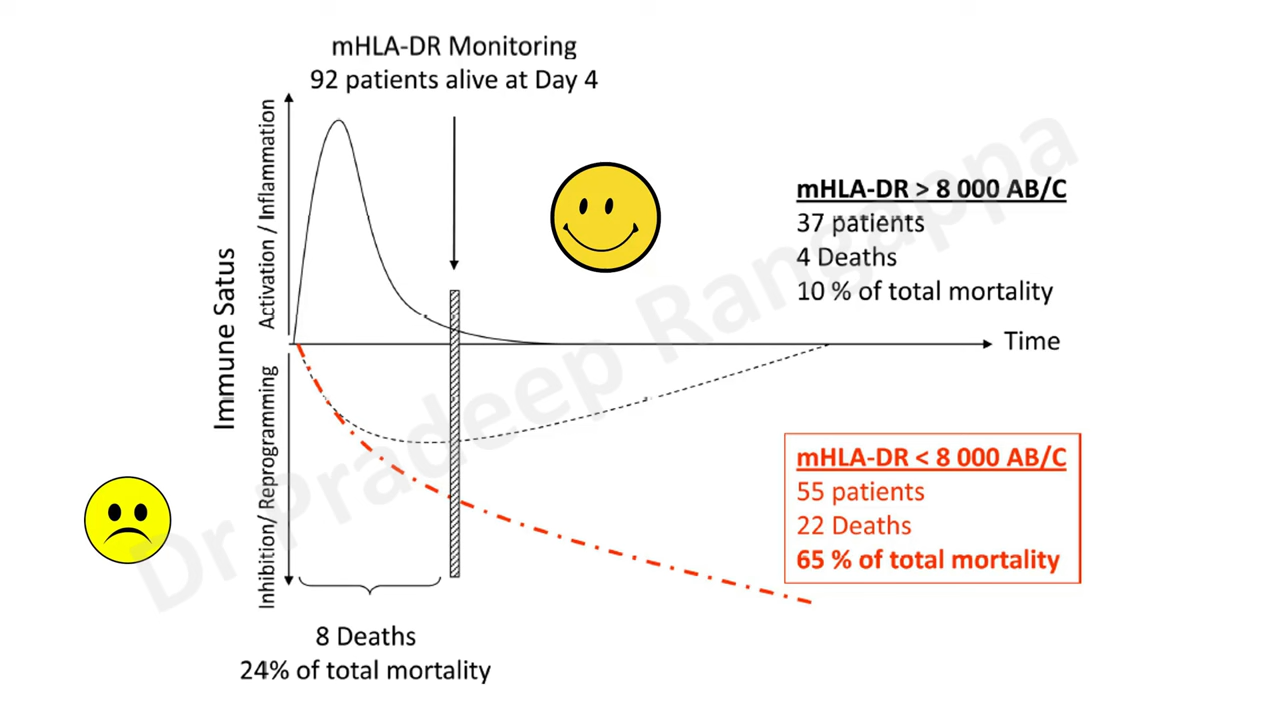 mHLA-DR Monitoring
92 patients alive at Day 4
Immune Satus
Activation / Inflammation
Inhibition/ Reprogramming
Time
mHLA-DR > 8 000 AB/C
37 patients
4 Deaths
10 % of total mortality
mHLA-DR < 8 000 AB/C
55 patients
22 Deaths
65 % of total mortality
8 Deaths
24% of total mortality
Dr Pradeep Rangappa